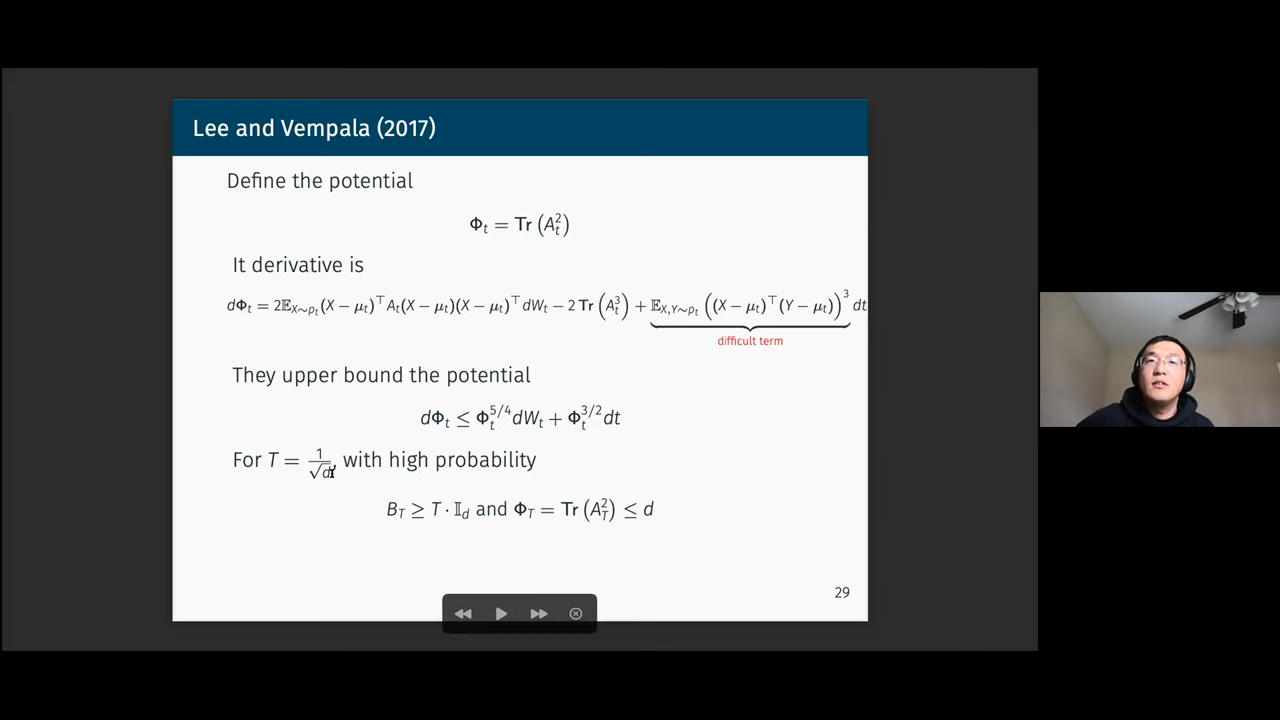 Lee and Vempala (2017)
Define the potential
Φ_t = Tr (A_t^2)
It derivative is
dΦ_t = 2𝔼_{X∼p_t}(X − μ_t)^⊤ A_t(X − μ_t)(X − μ_t)^⊤ dW_t − 2 Tr (A_t^3) + 𝔼_{X,Y∼p_t} ((X − μ_t)^⊤(Y − μ_t))^3 dt
difficult term
They upper bound the potential
dΦ_t ≤ Φ_t^{5/4} dW_t + Φ_t^{3/2} dt
For T = 1/√d, with high probability
B_T ≥ T · 𝕀_d and Φ_T = Tr (A_T^2) ≤ d
29